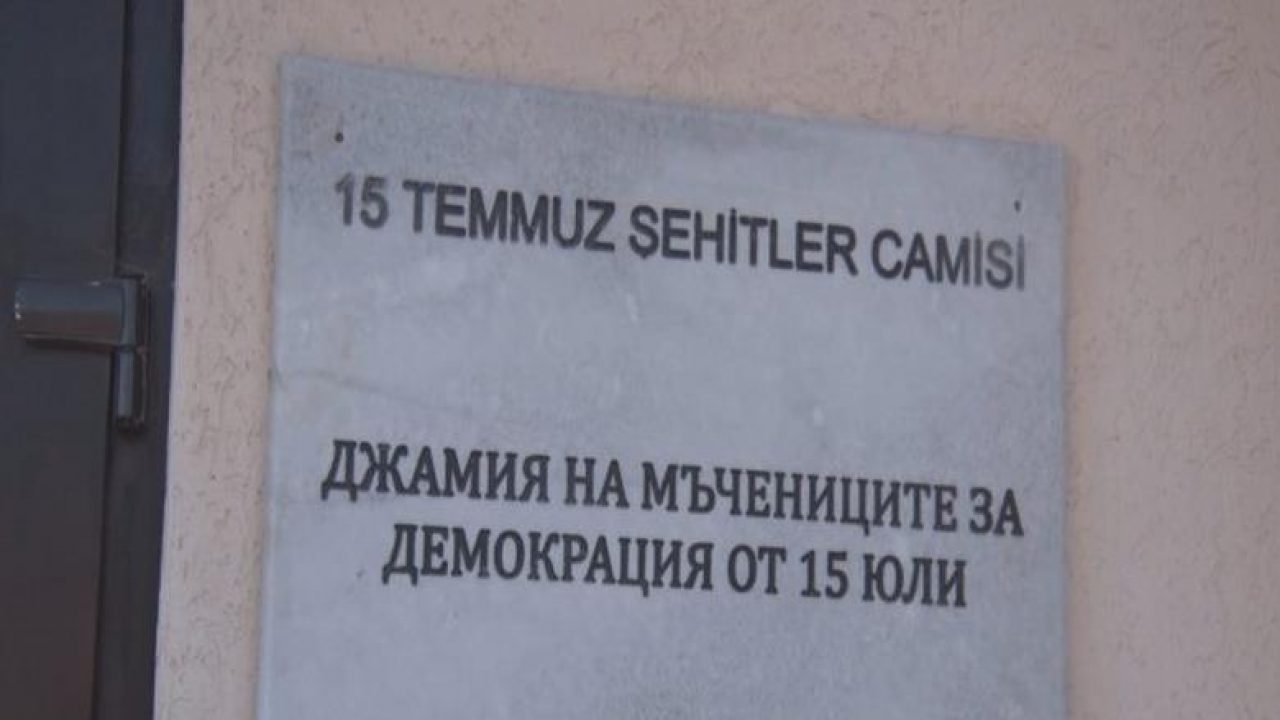 15 TEMMUZ ŞEHİTLER CAMİSİ
ДЖАМИЯ НА МЪЧЕНИЦИТЕ ЗА
ДЕМОКРАЦИЯ ОТ 15 ЮЛИ